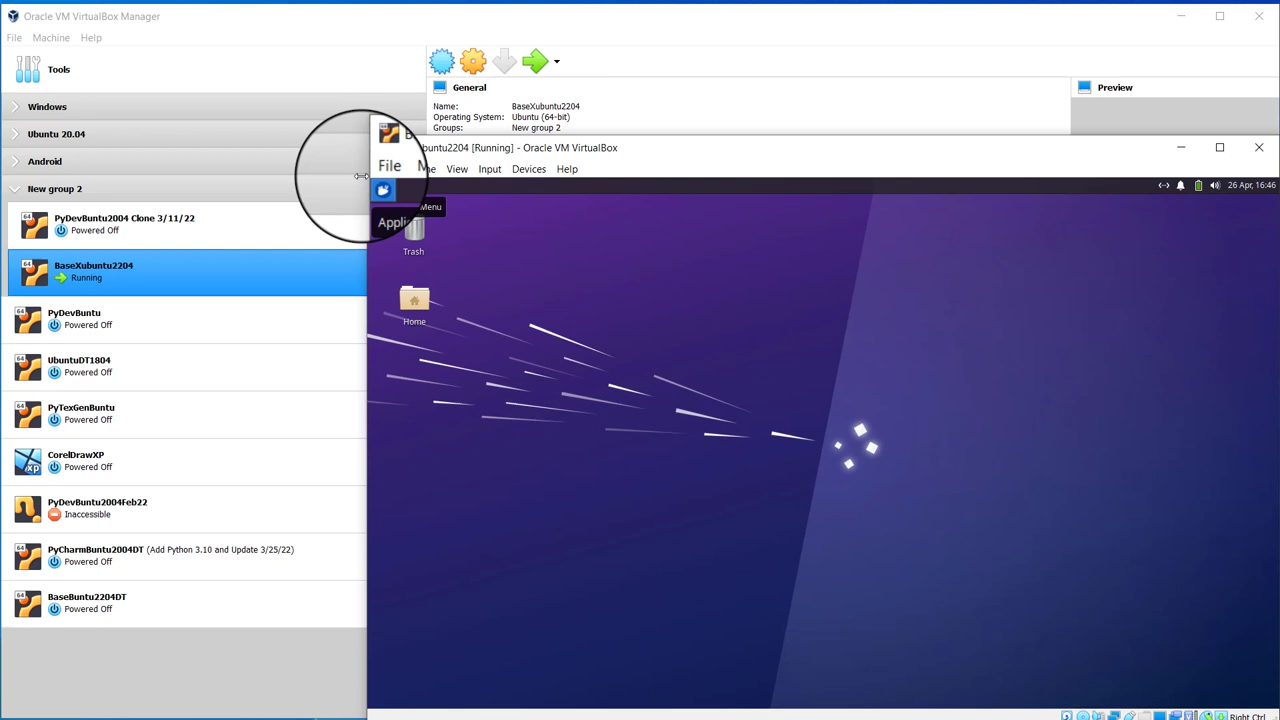 Oracle VM VirtualBox Manager
File Machine Help
Tools
General
Preview
Windows
Name: BaseXubuntu2204
Operating System: Ubuntu (64-bit)
Groups: New group 2
Ubuntu 20.04
Android
New group 2
ubuntu2204 [Running] - Oracle VM VirtualBox
File View Input Devices Help
26 Apr, 16:46
Menu
Trash
Home
PyDevBuntu2004 Clone 3/11/22
Powered Off
BaseXubuntu2204
Running
PyDevBuntu
Powered Off
UbuntuDT1804
Powered Off
PyTexGenBuntu
Powered Off
CorelDrawXP
Powered Off
PyDevBuntu2004Feb22
Inaccessible
PyCharmBuntu2004DT (Add Python 3.10 and Update 3/25/22)
Powered Off
BaseBuntu2204DT
Powered Off
Right Ctrl